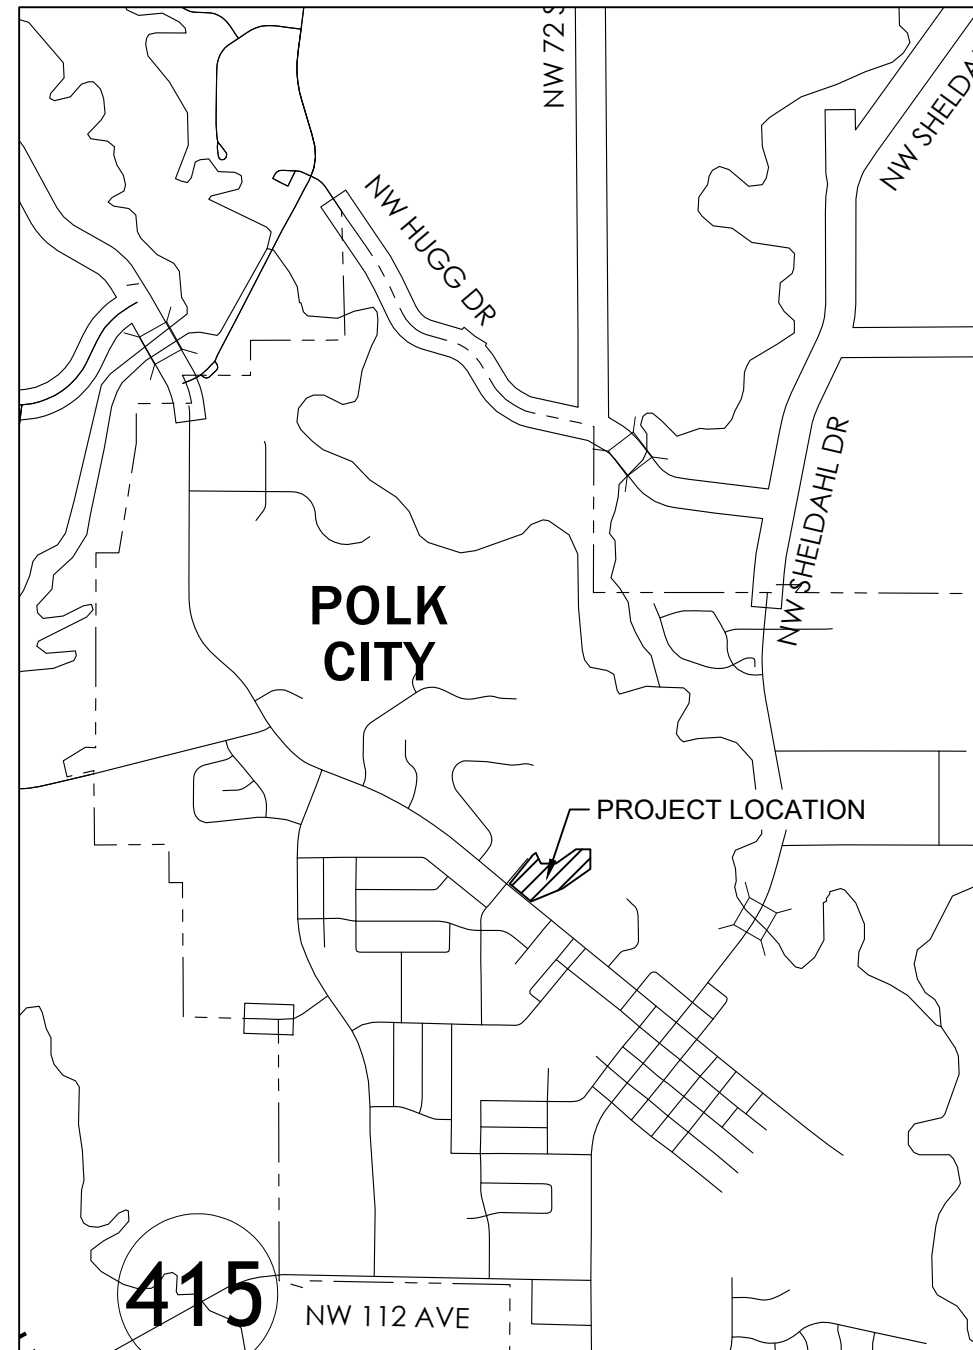 NW 72 S
NW SHELDA
NW HUGG DR
NW SHELDAHL DR
POLK
CITY
PROJECT LOCATION
415
NW 112 AVE